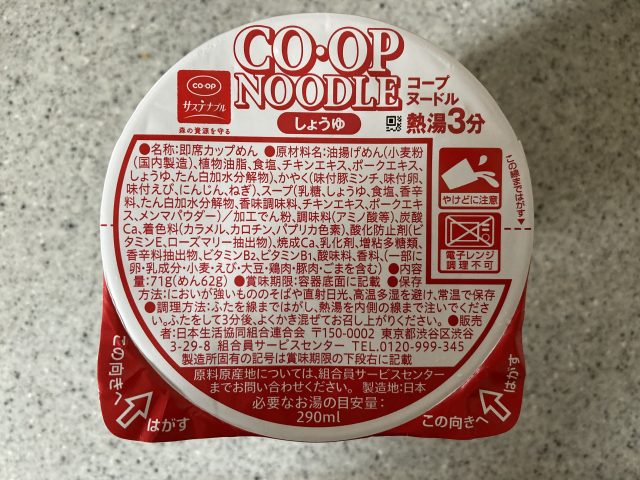 CO·OP
NOODLE
コープ
ヌードル
co·op
サステナブル
森の資源を守る
しょうゆ
熱湯3分
●名称:即席カップめん ●原材料名:油揚げめん(小麦粉
(国内製造)、植物油脂、食塩、チキンエキス、ポークエキス、
しょうゆ、たん白加水分解物)、かやく(味付豚ミンチ、味付卵、
味付えび、にんじん、ねぎ)、スープ(乳糖、しょうゆ、食塩、香辛
料、たん白加水分解物、香味調味料、チキンエキス、ポークエキ
ス、メンマパウダー)/加工でん粉、調味料(アミノ酸等)、炭酸
Ca、着色料(カラメル、カロチン、パプリカ色素)、酸化防止剤(ビ
タミンE、ローズマリー抽出物)、焼成Ca、乳化剤、増粘多糖類、
香辛料抽出物、ビタミンB2、ビタミンB1、酸味料、香料、(一部に
卵・乳成分・小麦・えび・大豆・鶏肉・豚肉・ごまを含む) ●内容
量:71g(めん62g) ●賞味期限:容器底面に記載 ●保存
方法:においが強いもののそばや直射日光、高温多湿を避け、常温で保存
●調理方法:ふたを線まではがし、熱湯を内側の線まで注いでくださ
い。ふたをして3分後、よくかき混ぜてお召し上がりください。 ●販売
者:日本生活協同組合連合会 〒150-0002 東京都渋谷区渋谷
3-29-8 組合員サービスセンター TEL.0120-999-345
製造所固有の記号は賞味期限の下段右に記載
原料原産地については、組合員サービスセンター
までお問い合わせください。 製造地:日本
必要なお湯の目安量:
290ml
この線まではがす
やけどに注意
電子レンジ
調理不可
この向きへ
はがす
この向きへ
はがす